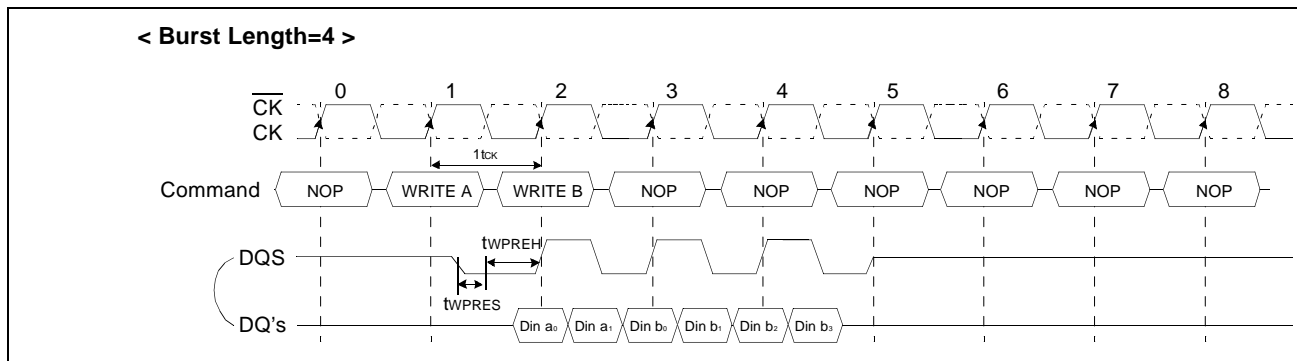 < Burst Length=4 >
0 1 2 3 4 5 6 7 8
CK
CK
1tCK
Command NOP WRITE A WRITE B NOP NOP NOP NOP NOP NOP
tWPREH
DQS
tWPRES
DQ's Din a0 Din a1 Din b0 Din b1 Din b2 Din b3